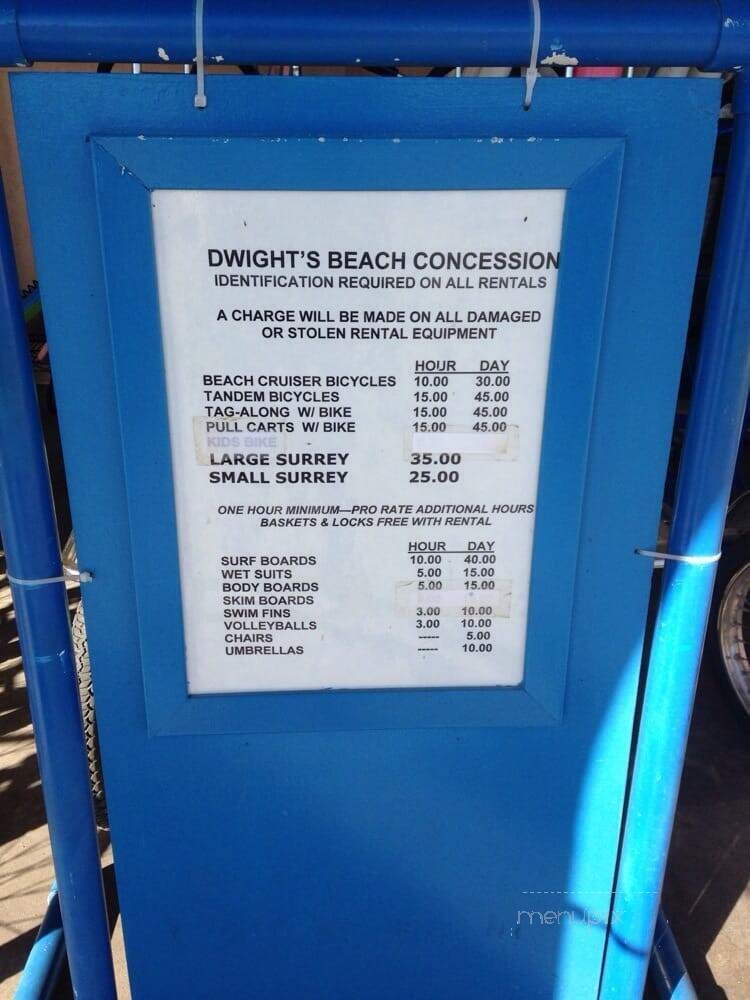 DWIGHT'S BEACH CONCESSION
IDENTIFICATION REQUIRED ON ALL RENTALS
A CHARGE WILL BE MADE ON ALL DAMAGED
OR STOLEN RENTAL EQUIPMENT
HOUR DAY
BEACH CRUISER BICYCLES 10.00 30.00
TANDEM BICYCLES 15.00 45.00
TAG-ALONG W/ BIKE 15.00 45.00
PULL CARTS W/ BIKE 15.00 45.00
KIDS BIKE
LARGE SURREY 35.00
SMALL SURREY 25.00
ONE HOUR MINIMUM—PRO RATE ADDITIONAL HOURS
BASKETS & LOCKS FREE WITH RENTAL
HOUR DAY
SURF BOARDS 10.00 40.00
WET SUITS 5.00 15.00
BODY BOARDS 5.00 15.00
SKIM BOARDS
SWIM FINS 3.00 10.00
VOLLEYBALLS 3.00 10.00
CHAIRS ----- 5.00
UMBRELLAS ----- 10.00
menupix